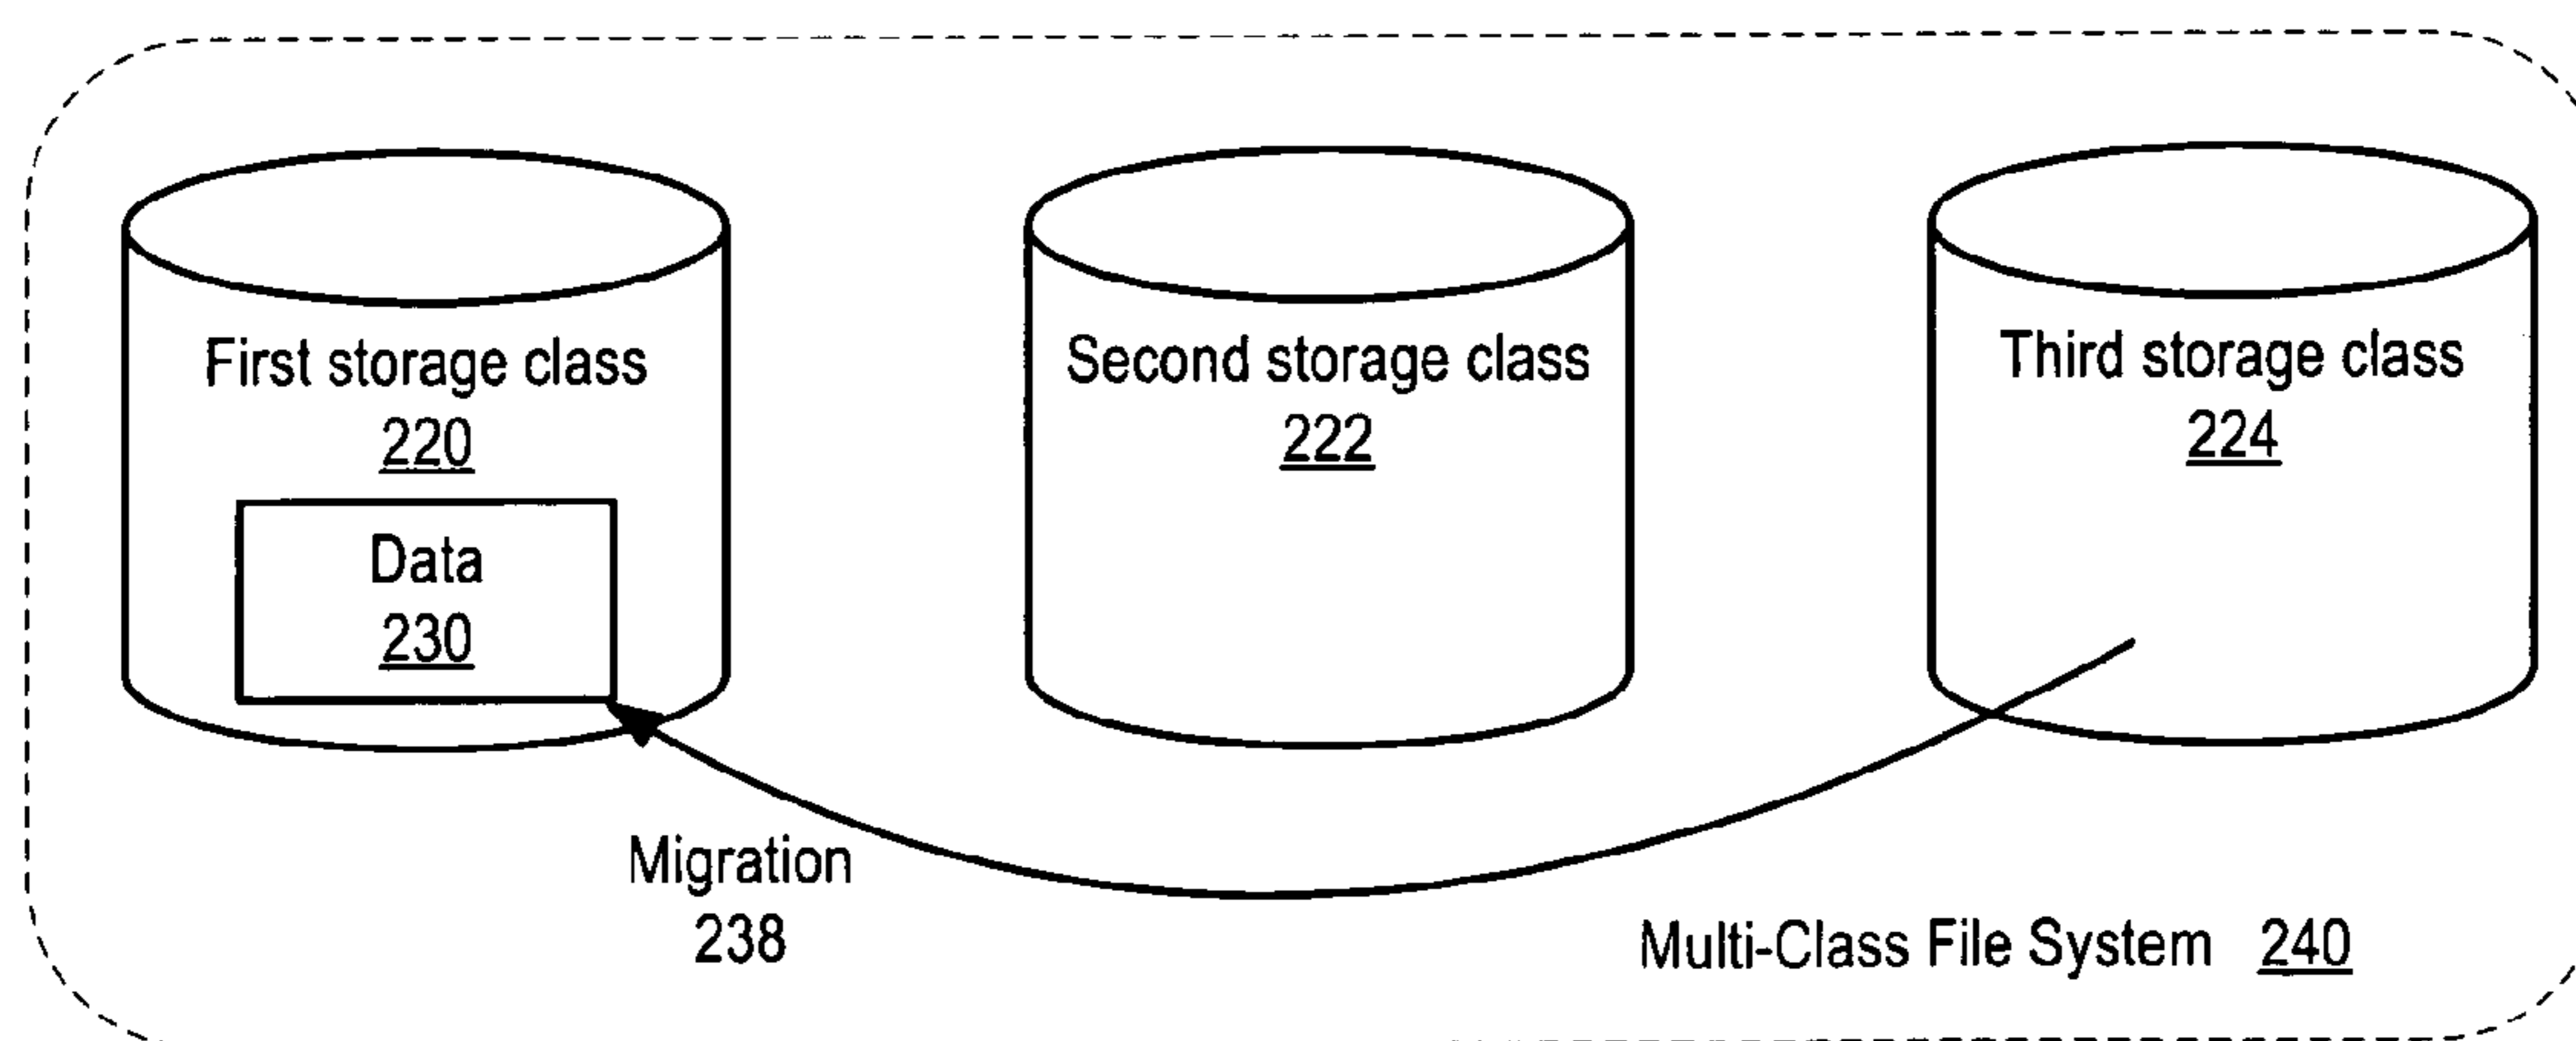 First storage class
220
Data
230
Second storage class
222
Third storage class
224
Migration
238
Multi-Class File System 240